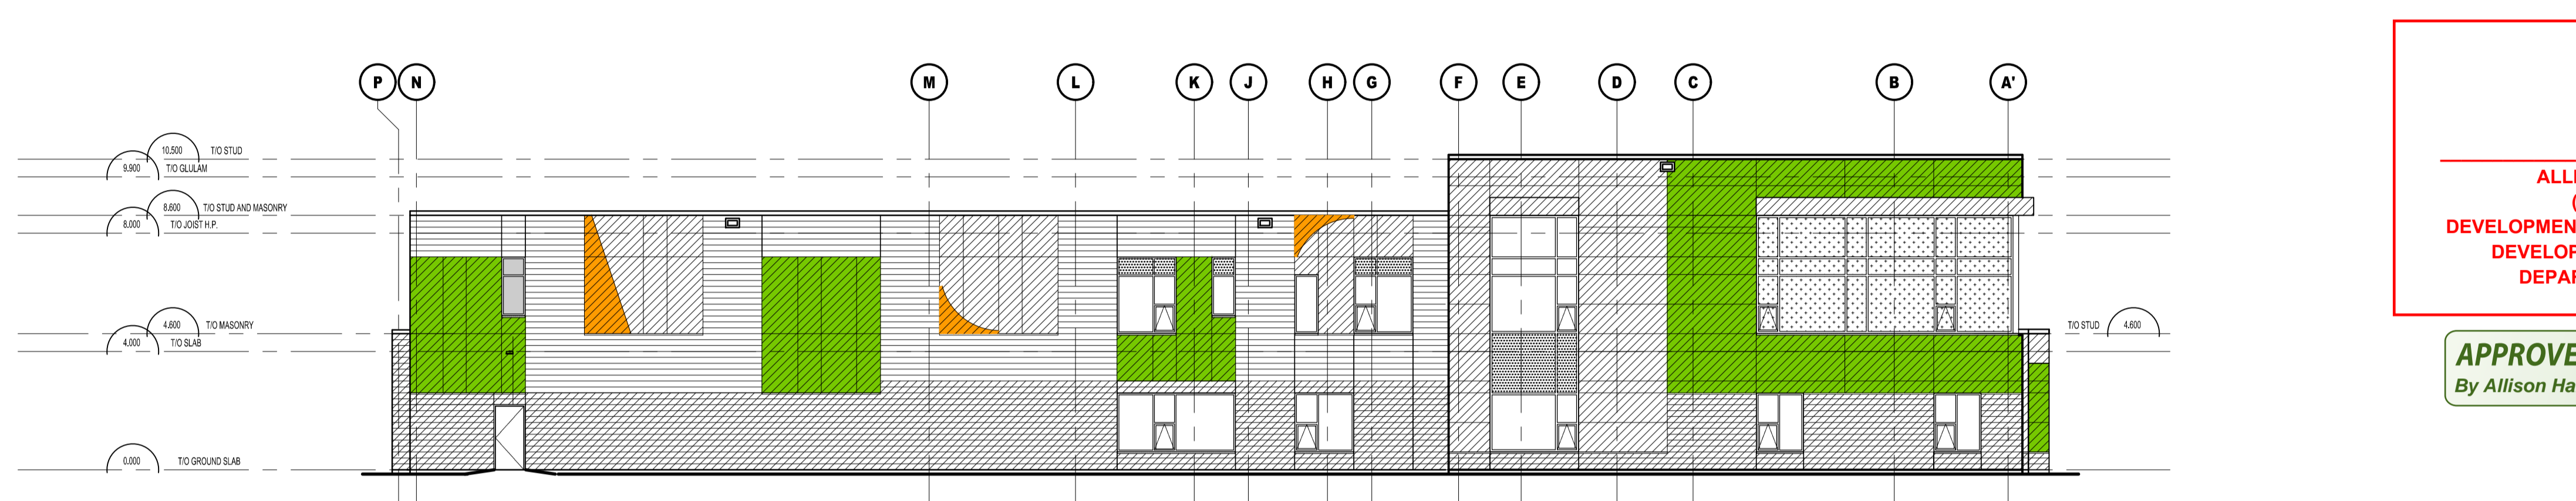 P N M L K J H G F E D C B A'
10.500 T/O STUD
9.900 T/O GLULAM
8.600 T/O STUD AND MASONRY
8.000 T/O JOIST H.P.
4.600 T/O MASONRY
4.000 T/O SLAB
0.000 T/O GROUND SLAB
T/O STUD 4.600
ALLI
(
DEVELOPMEN
DEVELOP
DEPAR
APPROVE
By Allison Ha